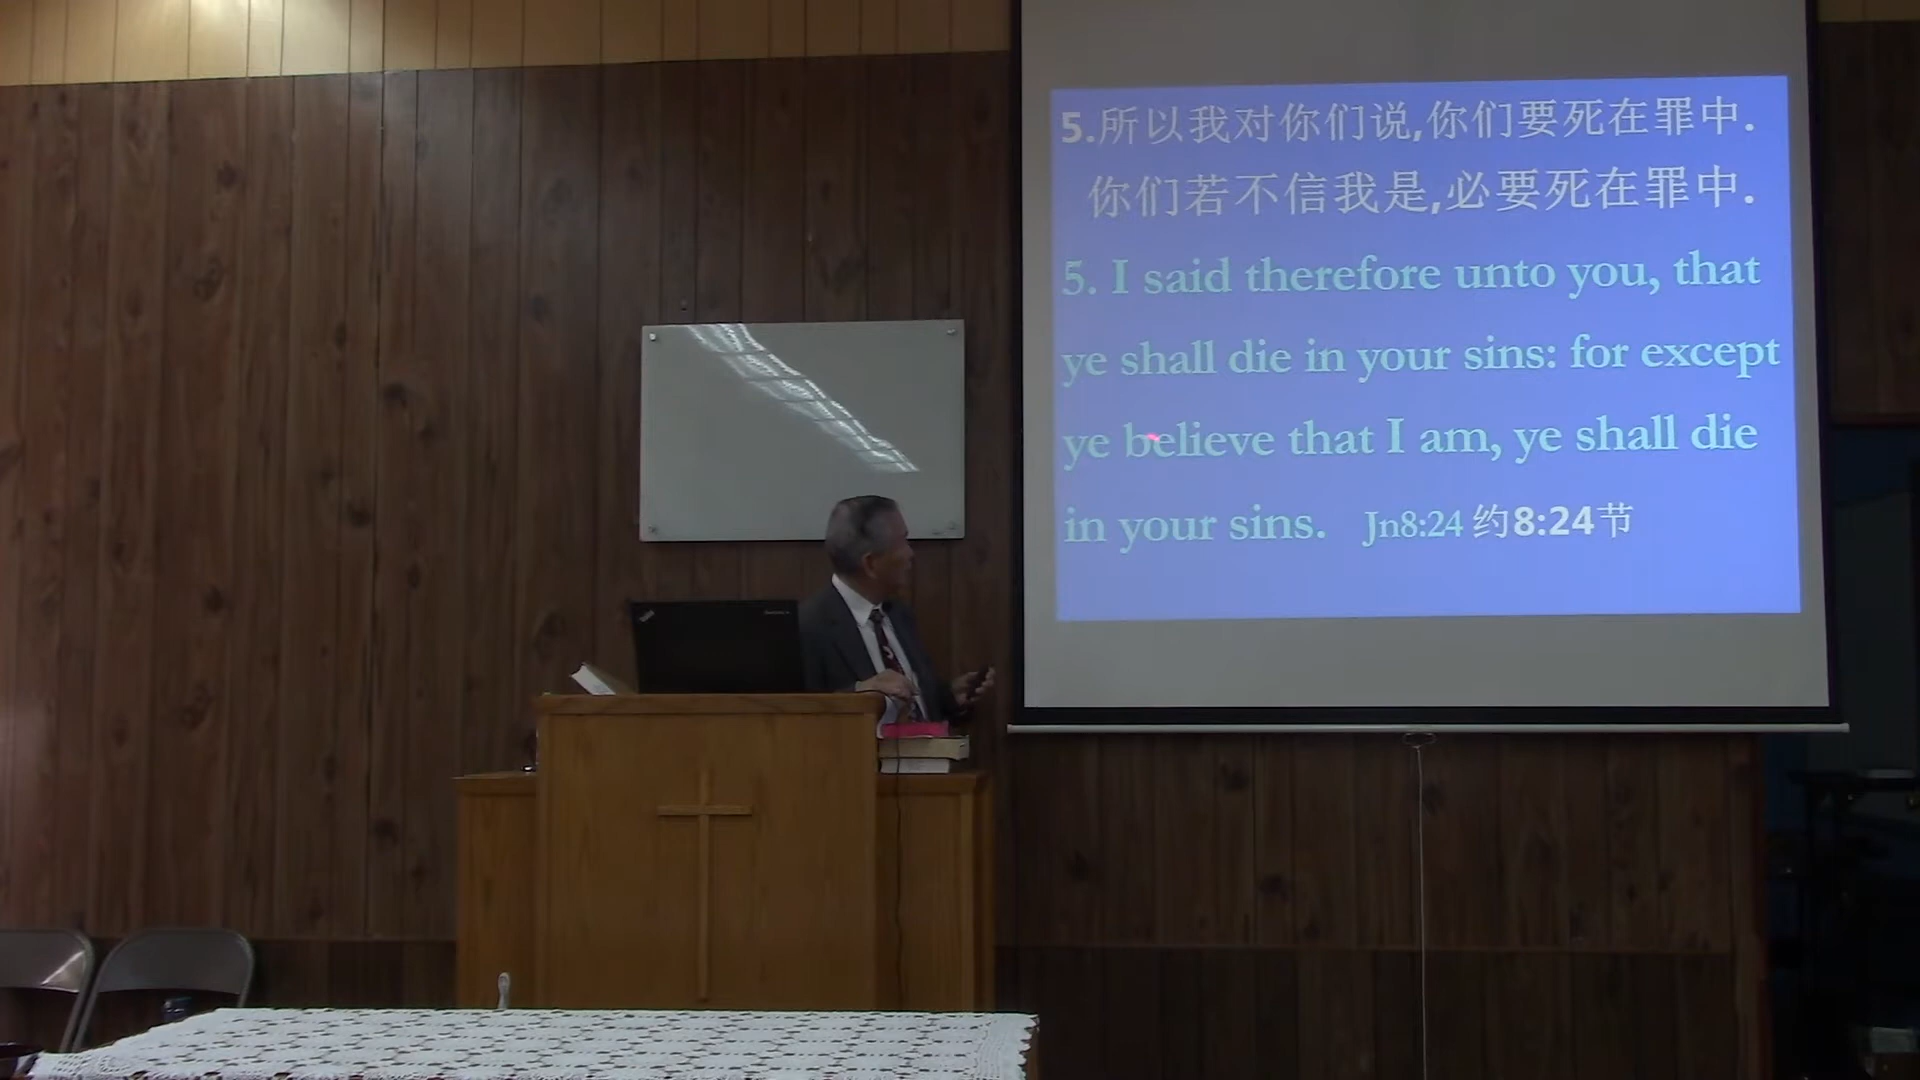 5.所以我对你们说,你们要死在罪中.
你们若不信我是,必要死在罪中.
5. I said therefore unto you, that
ye shall die in your sins: for except
ye believe that I am, ye shall die
in your sins. Jn8:24 约8:24节